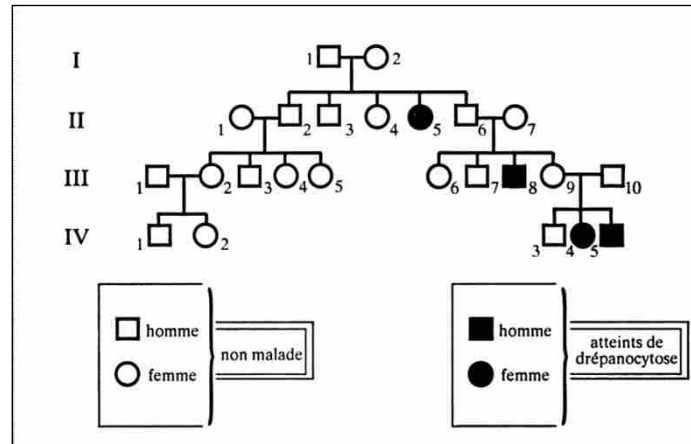 I 1 2
II 1 2 3 4 5 6 7
III 1 2 3 4 5 6 7 8 9 10
IV 1 2 3 4 5
homme
femme
non malade
homme
femme
atteints de
drépanocytose